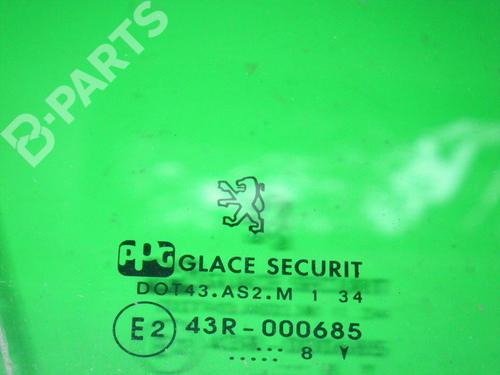 B-PARTS
PPG GLACE SECURIT
DOT43.AS2.M 1 34
E2 43R-000685
..... 8 V